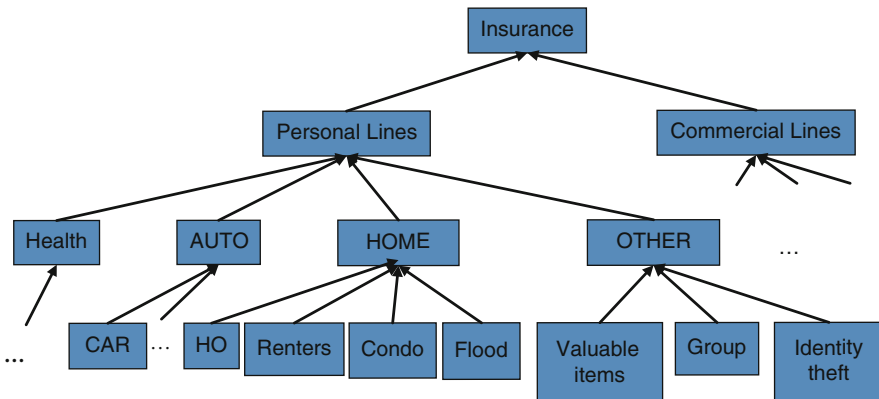 Insurance
Personal Lines
Commercial Lines
Health
AUTO
HOME
OTHER
...
...
CAR
...
HO
Renters
Condo
Flood
Valuable
items
Group
Identity
theft